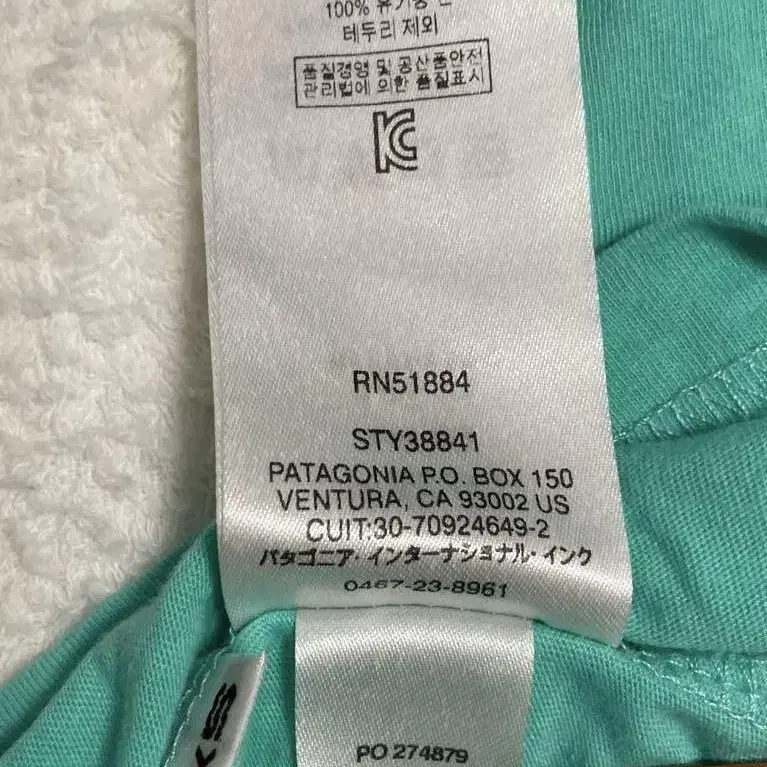 100% 유기농 면
테두리 제외
품질경영 및 공산품안전
관리법에 의한 품질표시
RN51884
STY38841
PATAGONIA P.O. BOX 150
VENTURA, CA 93002 US
CUIT:30-70924649-2
パタゴニア・インターナショナル・インク
0467-23-8961
PO 274879